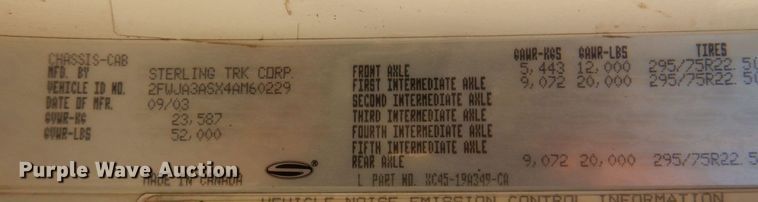 CHASSIS-CAB
MFD. BY STERLING TRK CORP.
VEHICLE ID NO. 2FWJA3ASX4AM60229
DATE OF MFR. 09/03
GVWR-KG 23,587
GVWR-LBS 52,000
MADE IN CANADA
GAWR-KGS GAWR-LBS TIRES
FRONT AXLE 5,443 12,000 295/75R22.5
FIRST INTERMEDIATE AXLE 9,072 20,000 295/75R22.5
SECOND INTERMEDIATE AXLE
THIRD INTERMEDIATE AXLE
FOURTH INTERMEDIATE AXLE
FIFTH INTERMEDIATE AXLE
REAR AXLE 9,072 20,000 295/75R22.5
L PART NO. XC45-19A349-CA
VEHICLE NOISE EMISSION CONTROL INFORMATION
Purple Wave Auction